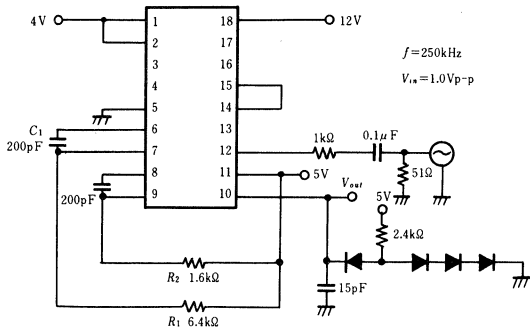 4V
12V
1
2
3
4
5
6
7
8
9
18
17
16
15
14
13
12
11
10
f=250kHz
Vin=1.0Vp-p
C1
200pF
200pF
1kΩ
0.1μF
51Ω
5V
Vout
5V
2.4kΩ
15pF
R2 1.6kΩ
R1 6.4kΩ